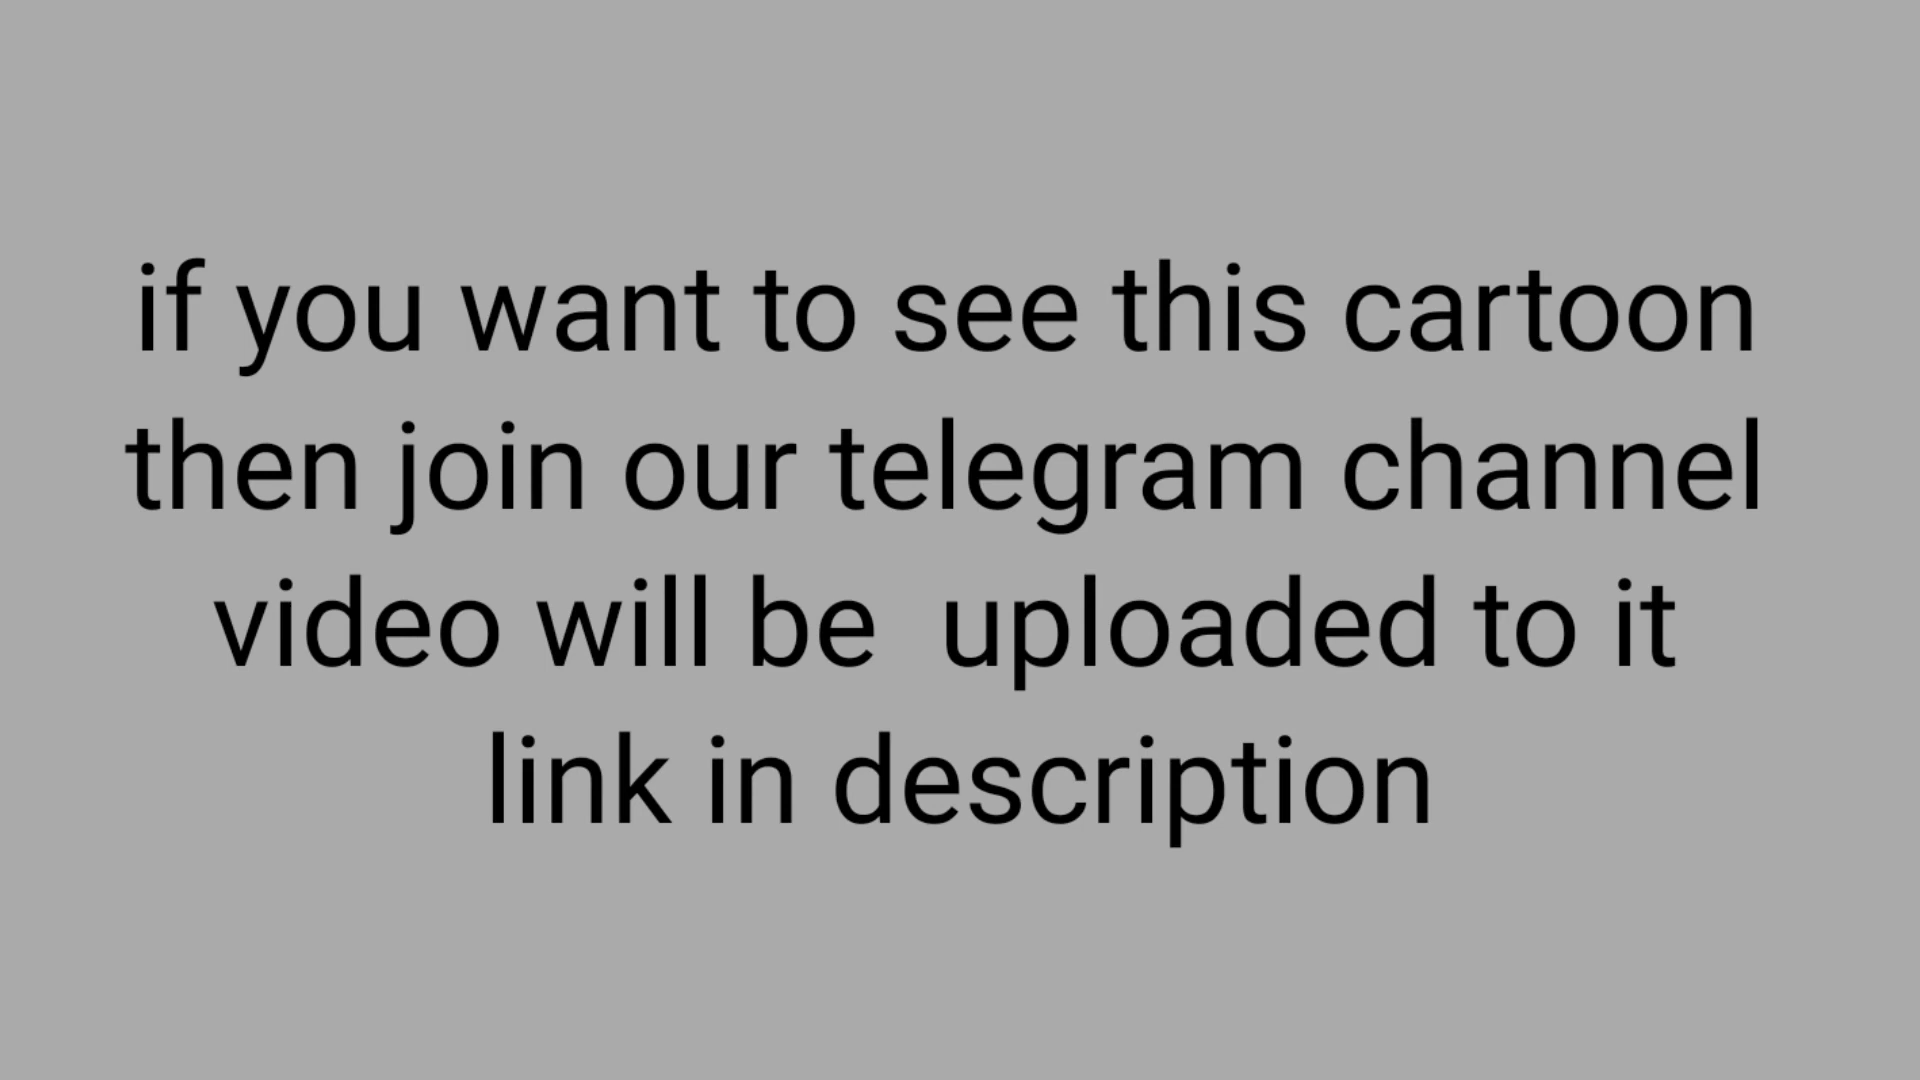 if you want to see this cartoon
then join our telegram channel
video will be  uploaded to it
link in description